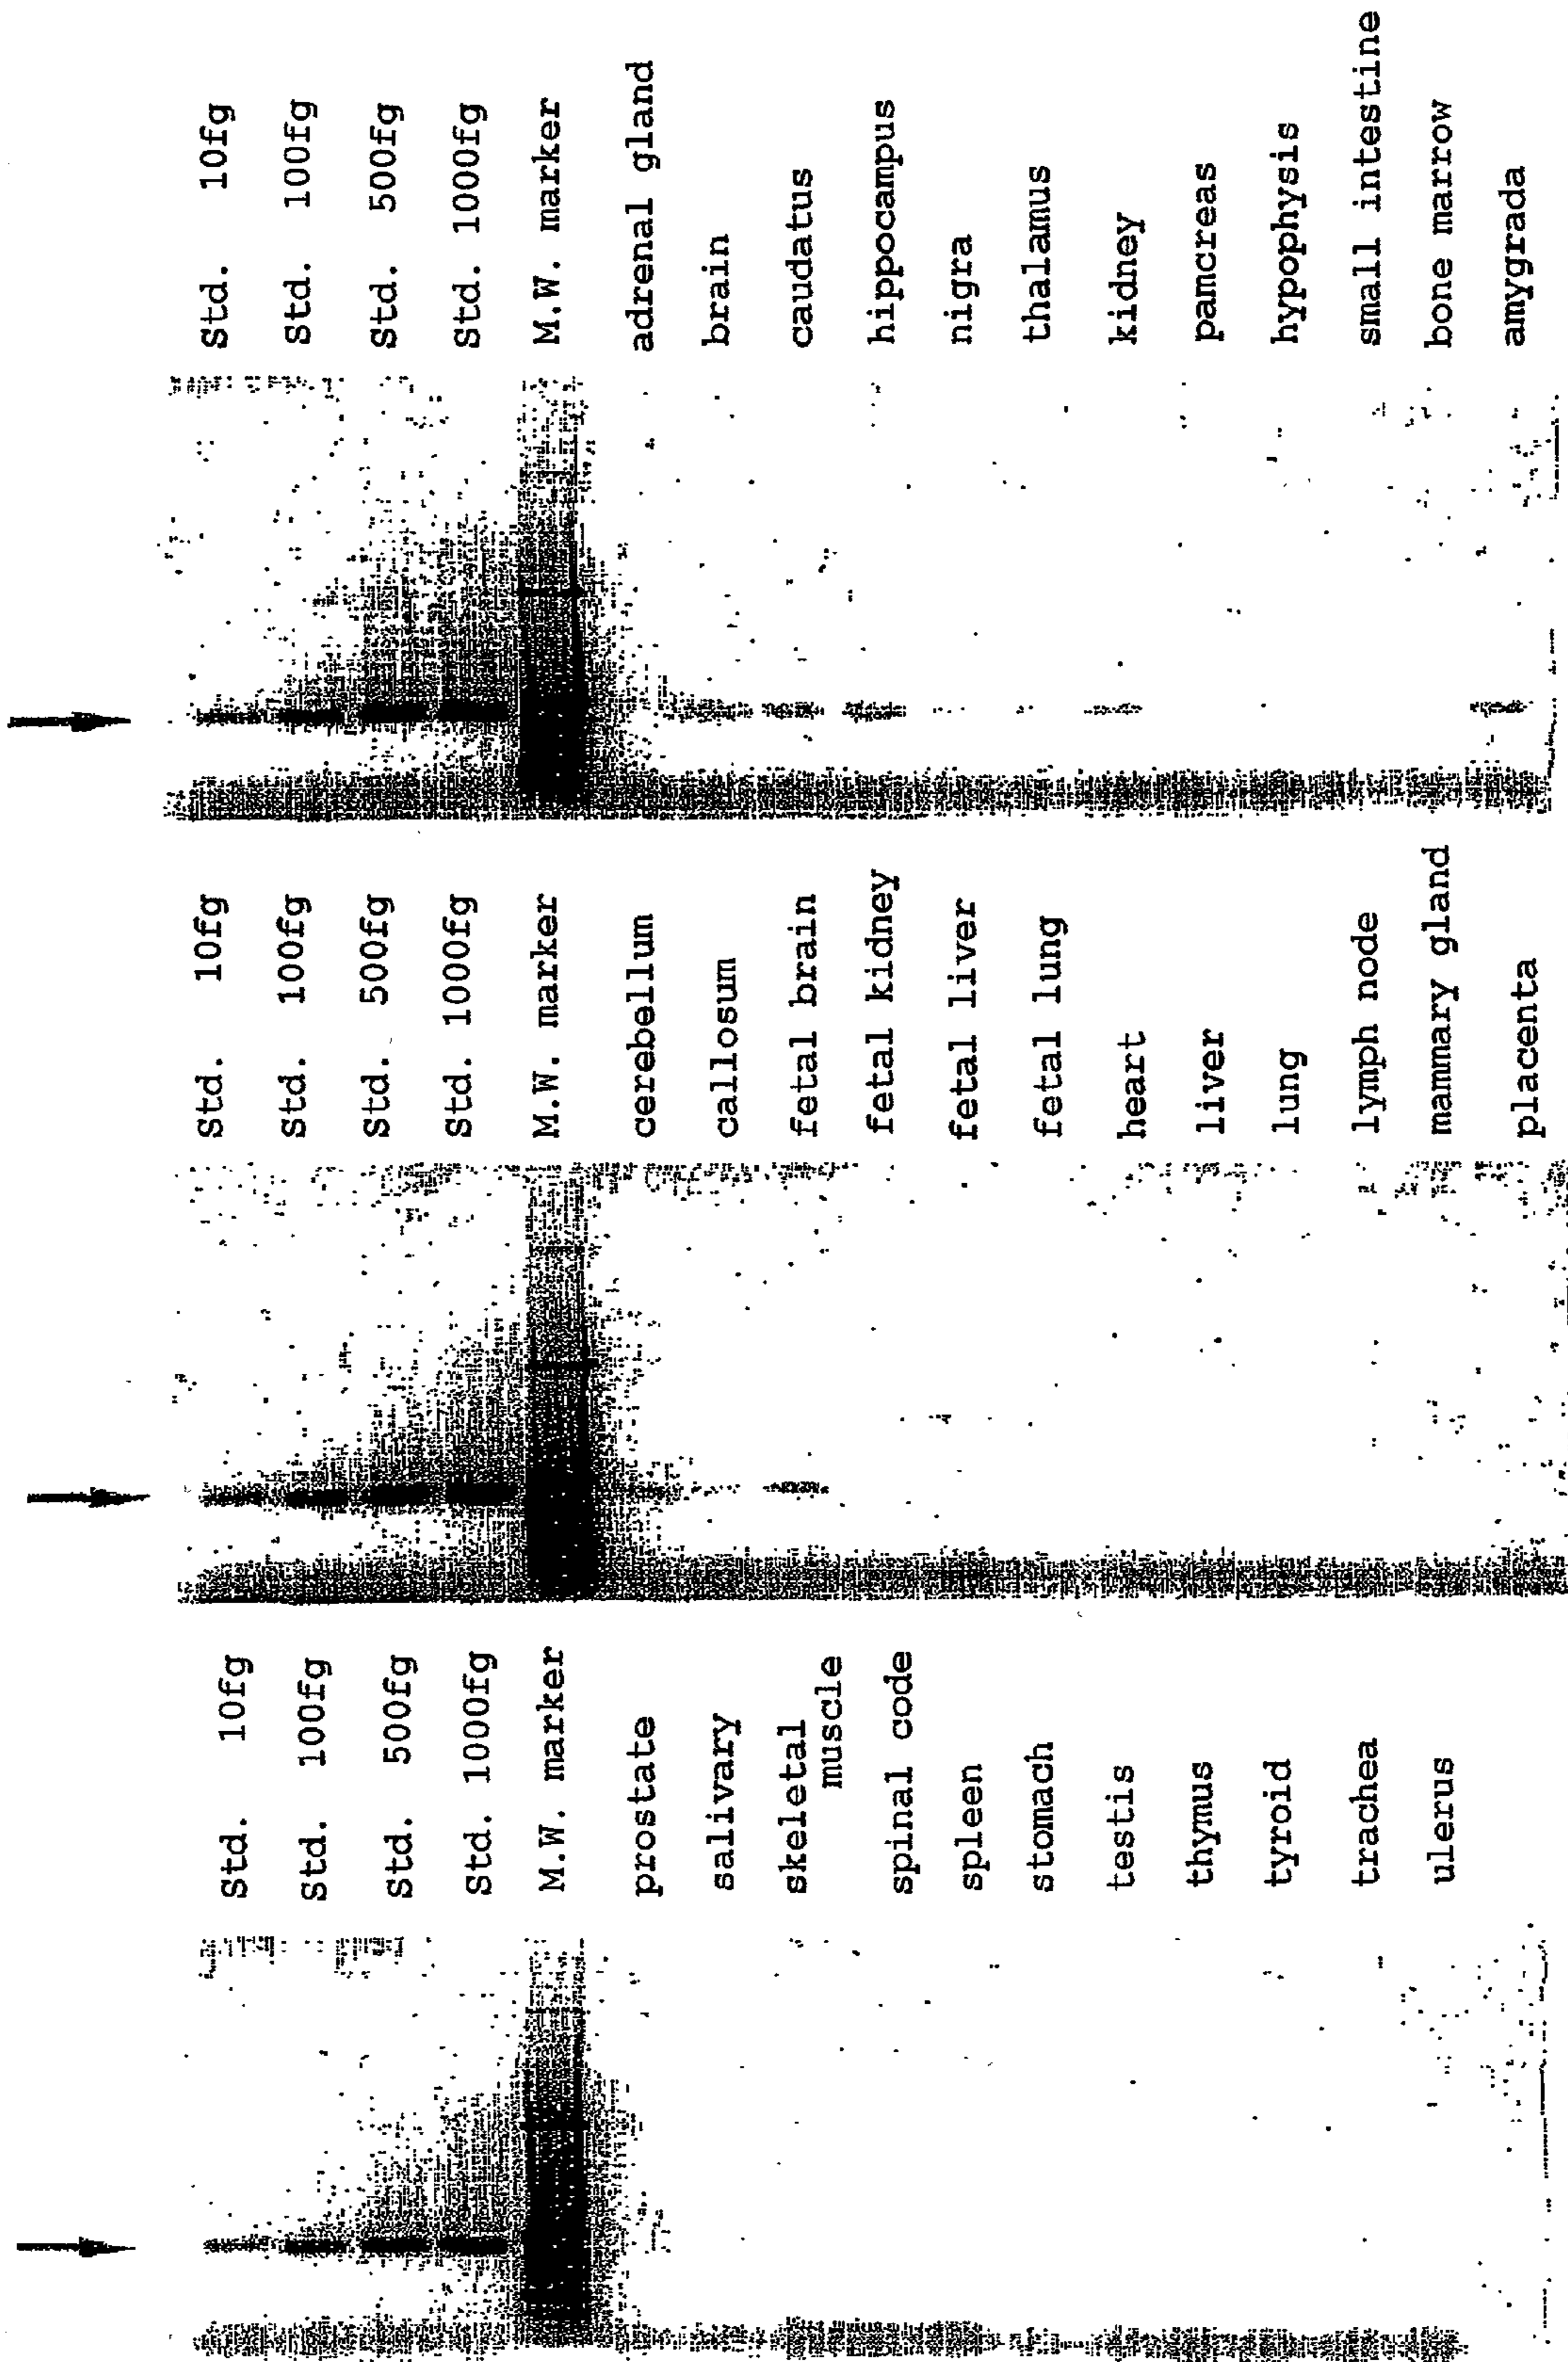 Std. 10fg
Std. 100fg
Std. 500fg
Std. 1000fg
M.W. marker
adrenal gland
brain
caudatus
hippocampus
nigra
thalamus
kidney
pamcreas
hypophysis
small intestine
bone marrow
amygrada
Std. 10fg
Std. 100fg
Std. 500fg
Std. 1000fg
M.W. marker
cerebellum
callosum
fetal brain
fetal kidney
fetal liver
fetal lung
heart
liver
lung
lymph node
mammary gland
placenta
Std. 10fg
Std. 100fg
Std. 500fg
Std. 1000fg
M.W. marker
prostate
salivary
skeletal
muscle
spinal code
spleen
stomach
testis
thymus
tyroid
trachea
ulerus